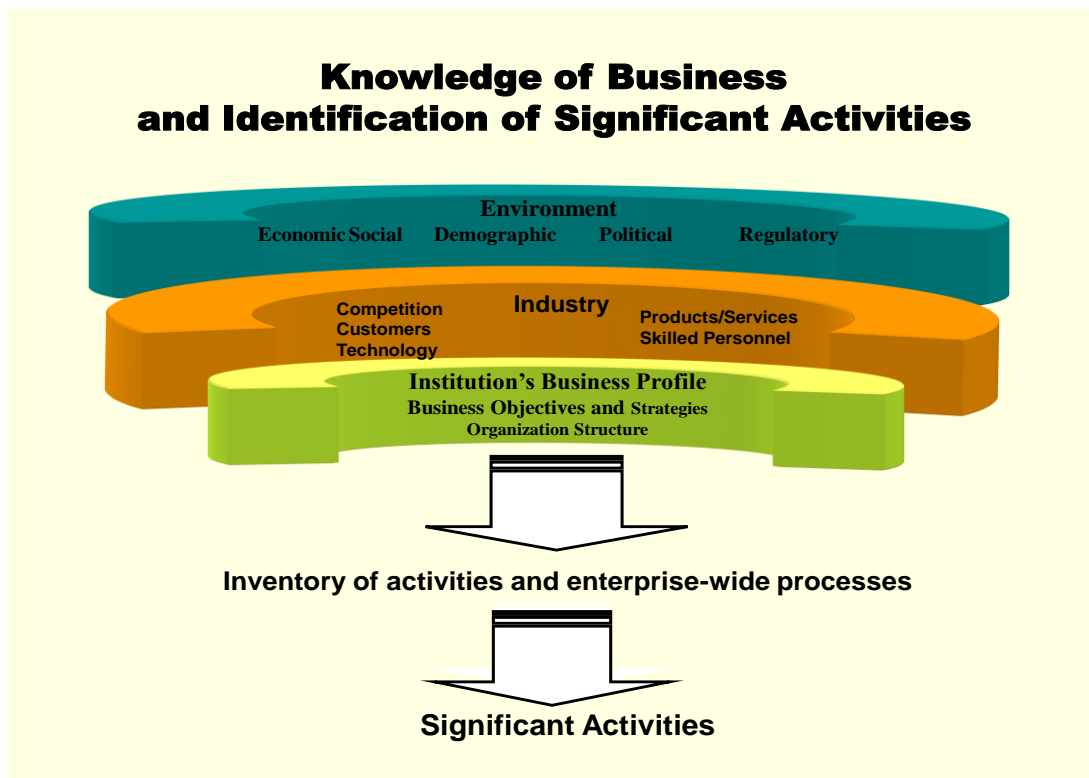 Knowledge of Business
and Identification of Significant Activities
Environment
Economic Social Demographic Political Regulatory
Industry
Competition
Customers
Technology
Products/Services
Skilled Personnel
Institution’s Business Profile
Business Objectives and Strategies
Organization Structure
Inventory of activities and enterprise-wide processes
Significant Activities